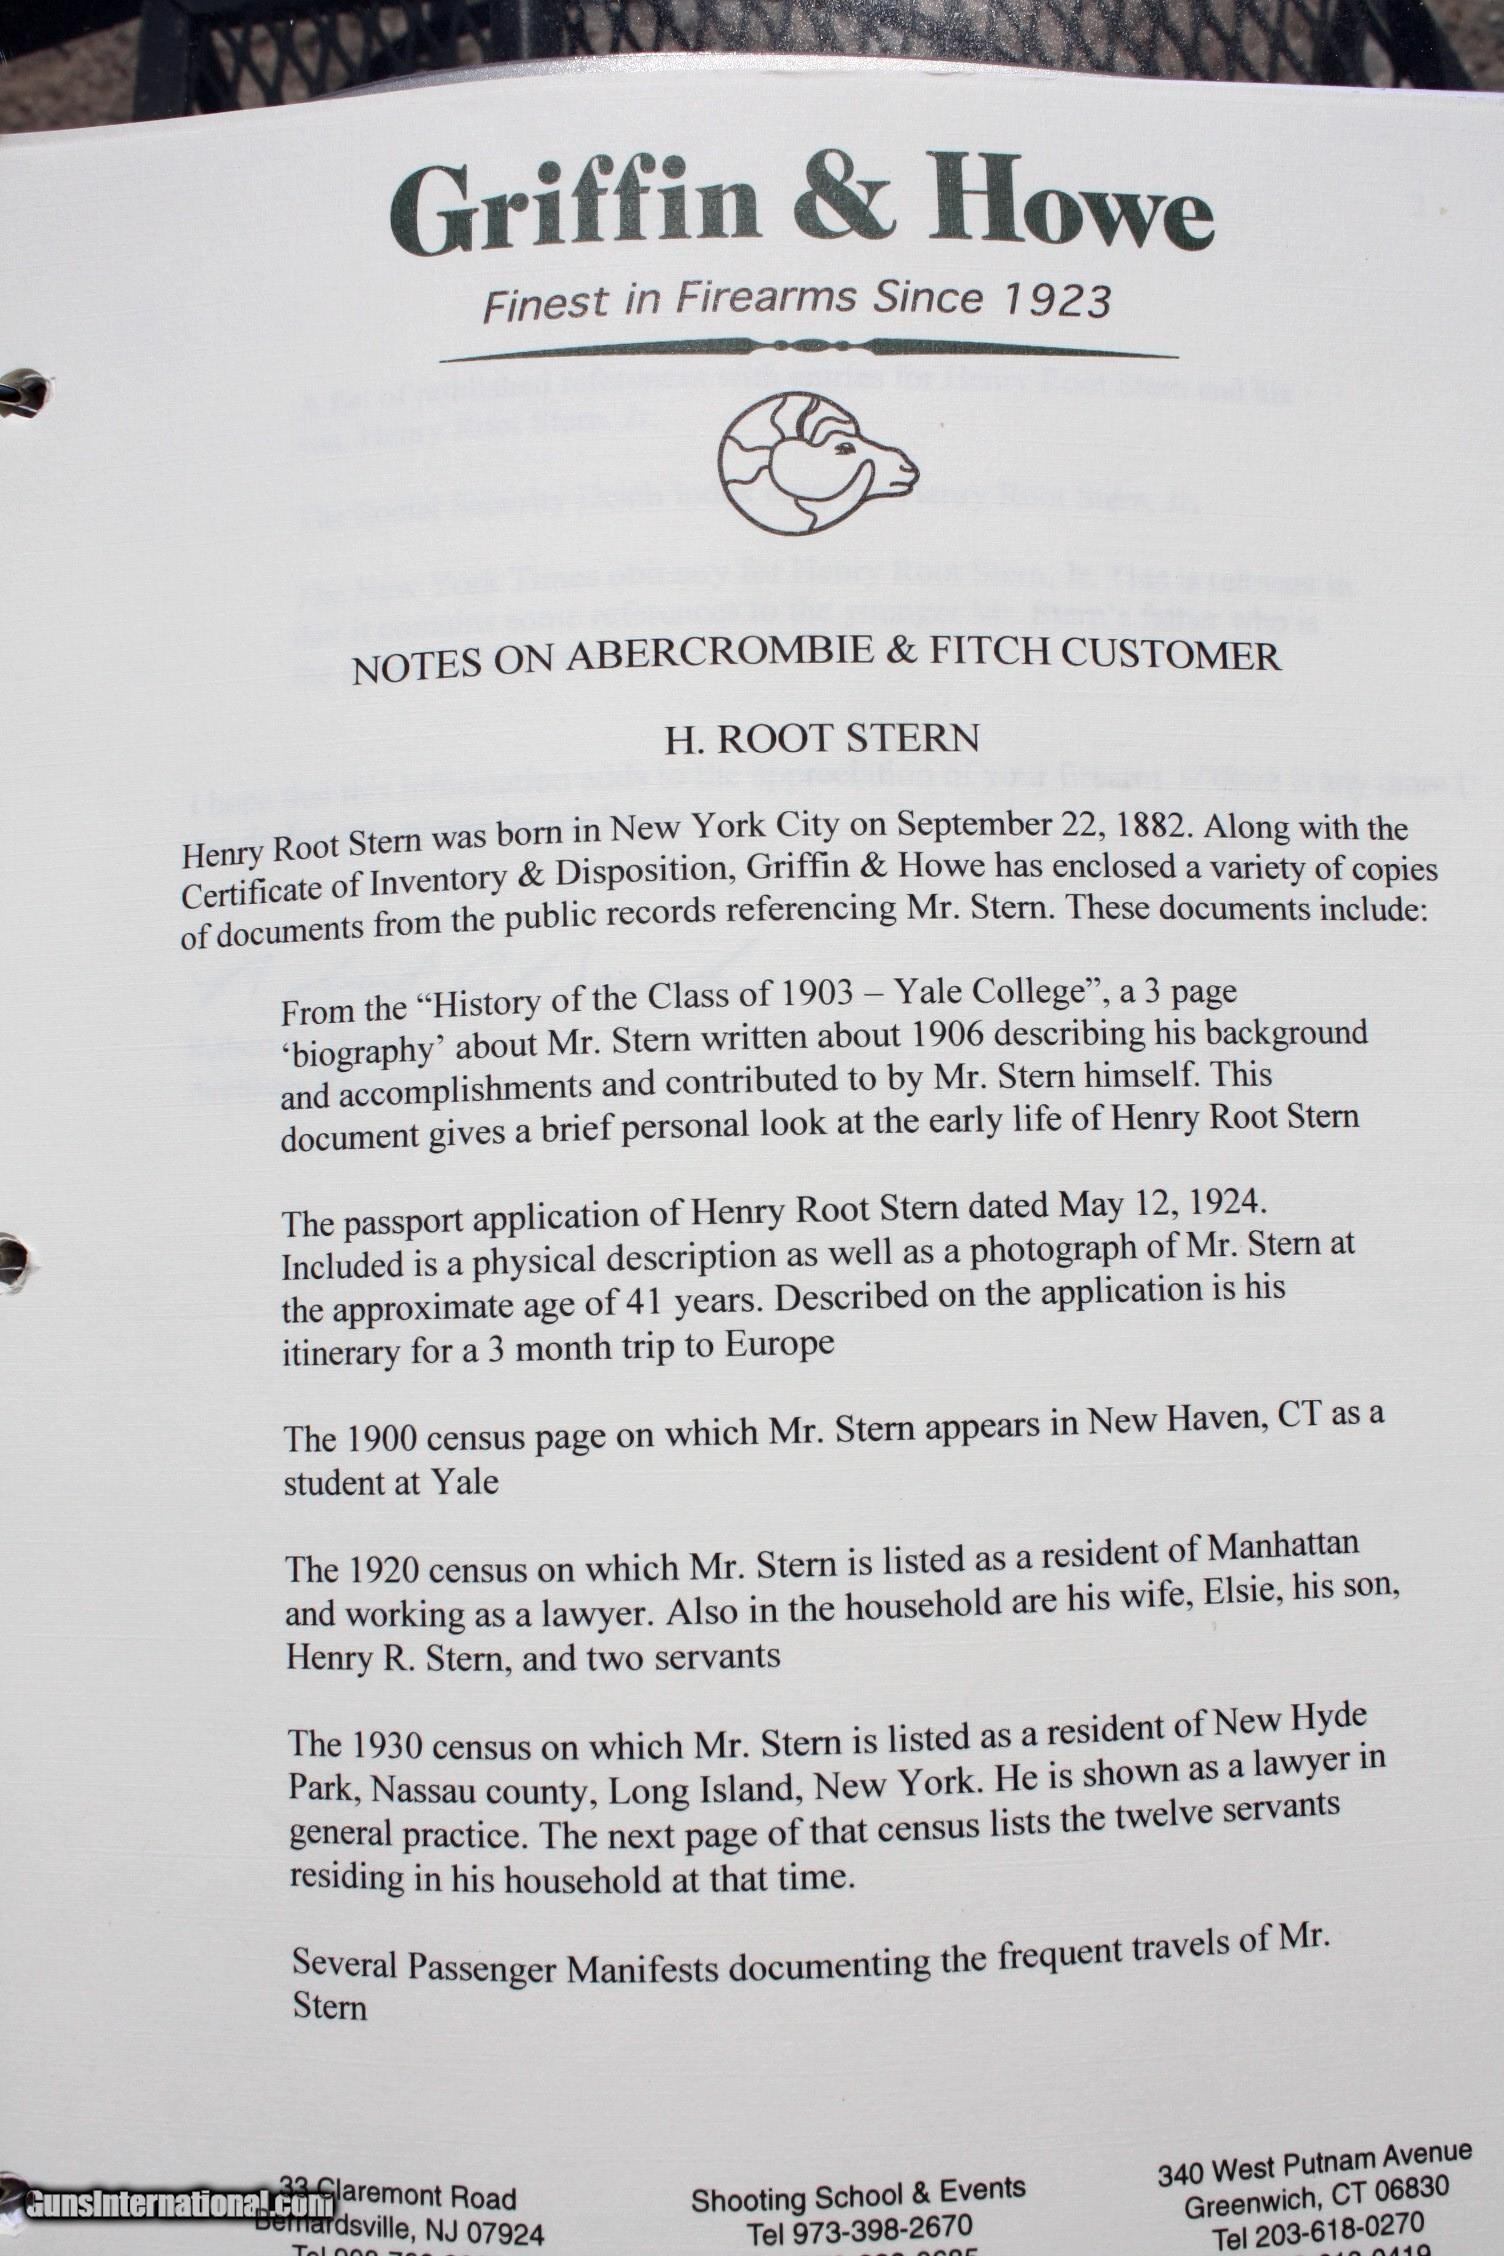 Griffin & Howe
Finest in Firearms Since 1923
NOTES ON ABERCROMBIE & FITCH CUSTOMER
H. ROOT STERN
Henry Root Stern was born in New York City on September 22, 1882. Along with the
Certificate of Inventory & Disposition, Griffin & Howe has enclosed a variety of copies
of documents from the public records referencing Mr. Stern. These documents include:
From the “History of the Class of 1903 – Yale College”, a 3 page
‘biography’ about Mr. Stern written about 1906 describing his background
and accomplishments and contributed to by Mr. Stern himself. This
document gives a brief personal look at the early life of Henry Root Stern
The passport application of Henry Root Stern dated May 12, 1924.
Included is a physical description as well as a photograph of Mr. Stern at
the approximate age of 41 years. Described on the application is his
itinerary for a 3 month trip to Europe
The 1900 census page on which Mr. Stern appears in New Haven, CT as a
student at Yale
The 1920 census on which Mr. Stern is listed as a resident of Manhattan
and working as a lawyer. Also in the household are his wife, Elsie, his son,
Henry R. Stern, and two servants
The 1930 census on which Mr. Stern is listed as a resident of New Hyde
Park, Nassau county, Long Island, New York. He is shown as a lawyer in
general practice. The next page of that census lists the twelve servants
residing in his household at that time.
Several Passenger Manifests documenting the frequent travels of Mr.
Stern
33 Claremont Road
Bernardsville, NJ 07924
Shooting School & Events
Tel 973-398-2670
340 West Putnam Avenue
Greenwich, CT 06830
Tel 203-618-0270
GunsInternational.com